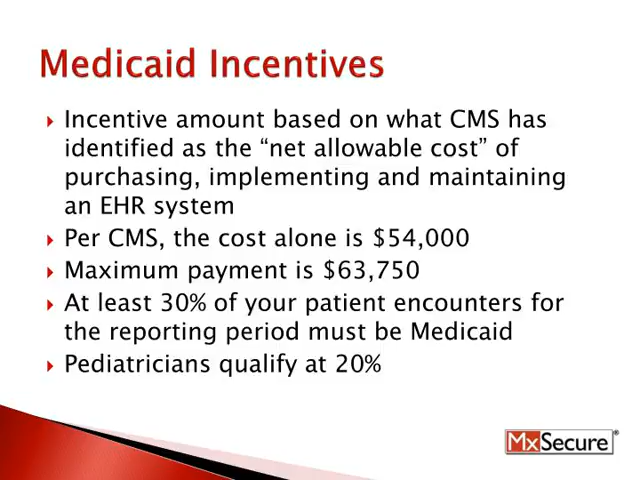 Medicaid Incentives
Incentive amount based on what CMS has
identified as the “net allowable cost” of
purchasing, implementing and maintaining
an EHR system
Per CMS, the cost alone is $54,000
Maximum payment is $63,750
At least 30% of your patient encounters for
the reporting period must be Medicaid
Pediatricians qualify at 20%
MxSecure®